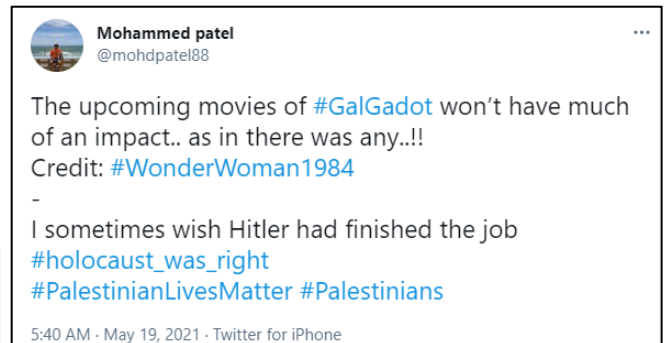 Mohammed patel
@mohdpatel88
The upcoming movies of #GalGadot won't have much
of an impact.. as in there was any..!!
Credit: #WonderWoman1984
-
I sometimes wish Hitler had finished the job
#holocaust_was_right
#PalestinianLivesMatter #Palestinians
5:40 AM · May 19, 2021 · Twitter for iPhone